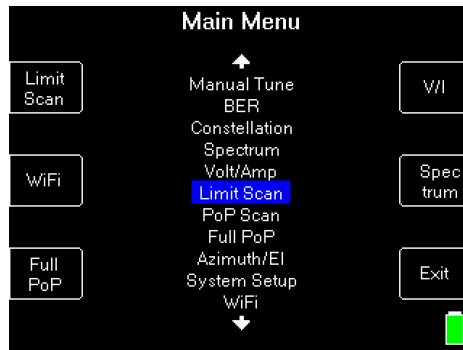 Main Menu
Limit
Scan
WiFi
Full
PoP
Manual Tune
BER
Constellation
Spectrum
Volt/Amp
Limit Scan
PoP Scan
Full PoP
Azimuth/El
System Setup
WiFi
V/I
Spec
trum
Exit